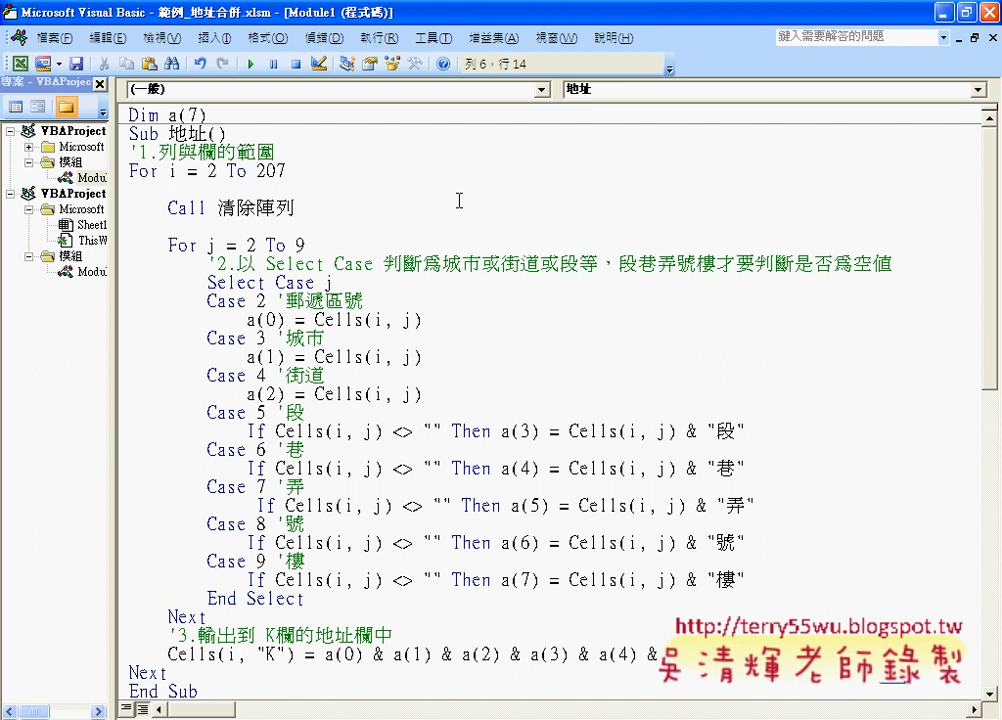 Microsoft Visual Basic - 範例_地址合併.xlsm - [Module1 (程式碼)]
檔案(F) 編輯(E) 檢視(V) 插入(I) 格式(O) 偵錯(D) 執行(R) 工具(T) 增益集(A) 視窗(W) 說明(H) 鍵入需要解答的問題
列 6，行 14
專案 - VBAProjec
(一般) 地址
VBAProject
Microsoft
模組
Modu
VBAProject
Microsoft
Sheet1
ThisW
模組
Modu
Dim a(7)
Sub 地址()
'1.列與欄的範圍
For i = 2 To 207
Call 清除陣列
For j = 2 To 9
'2.以 Select Case 判斷為城市或街道或段等，段巷弄號樓才要判斷是否為空值
Select Case j
Case 2 '郵遞區號
a(0) = Cells(i, j)
Case 3 '城市
a(1) = Cells(i, j)
Case 4 '街道
a(2) = Cells(i, j)
Case 5 '段
If Cells(i, j) <> "" Then a(3) = Cells(i, j) & "段"
Case 6 '巷
If Cells(i, j) <> "" Then a(4) = Cells(i, j) & "巷"
Case 7 '弄
If Cells(i, j) <> "" Then a(5) = Cells(i, j) & "弄"
Case 8 '號
If Cells(i, j) <> "" Then a(6) = Cells(i, j) & "號"
Case 9 '樓
If Cells(i, j) <> "" Then a(7) = Cells(i, j) & "樓"
End Select
Next
'3.輸出到 K欄的地址欄中
Cells(i, "K") = a(0) & a(1) & a(2) & a(3) & a(4) &
Next
End Sub
http://terry55wu.blogspot.tw
吳清輝老師錄製